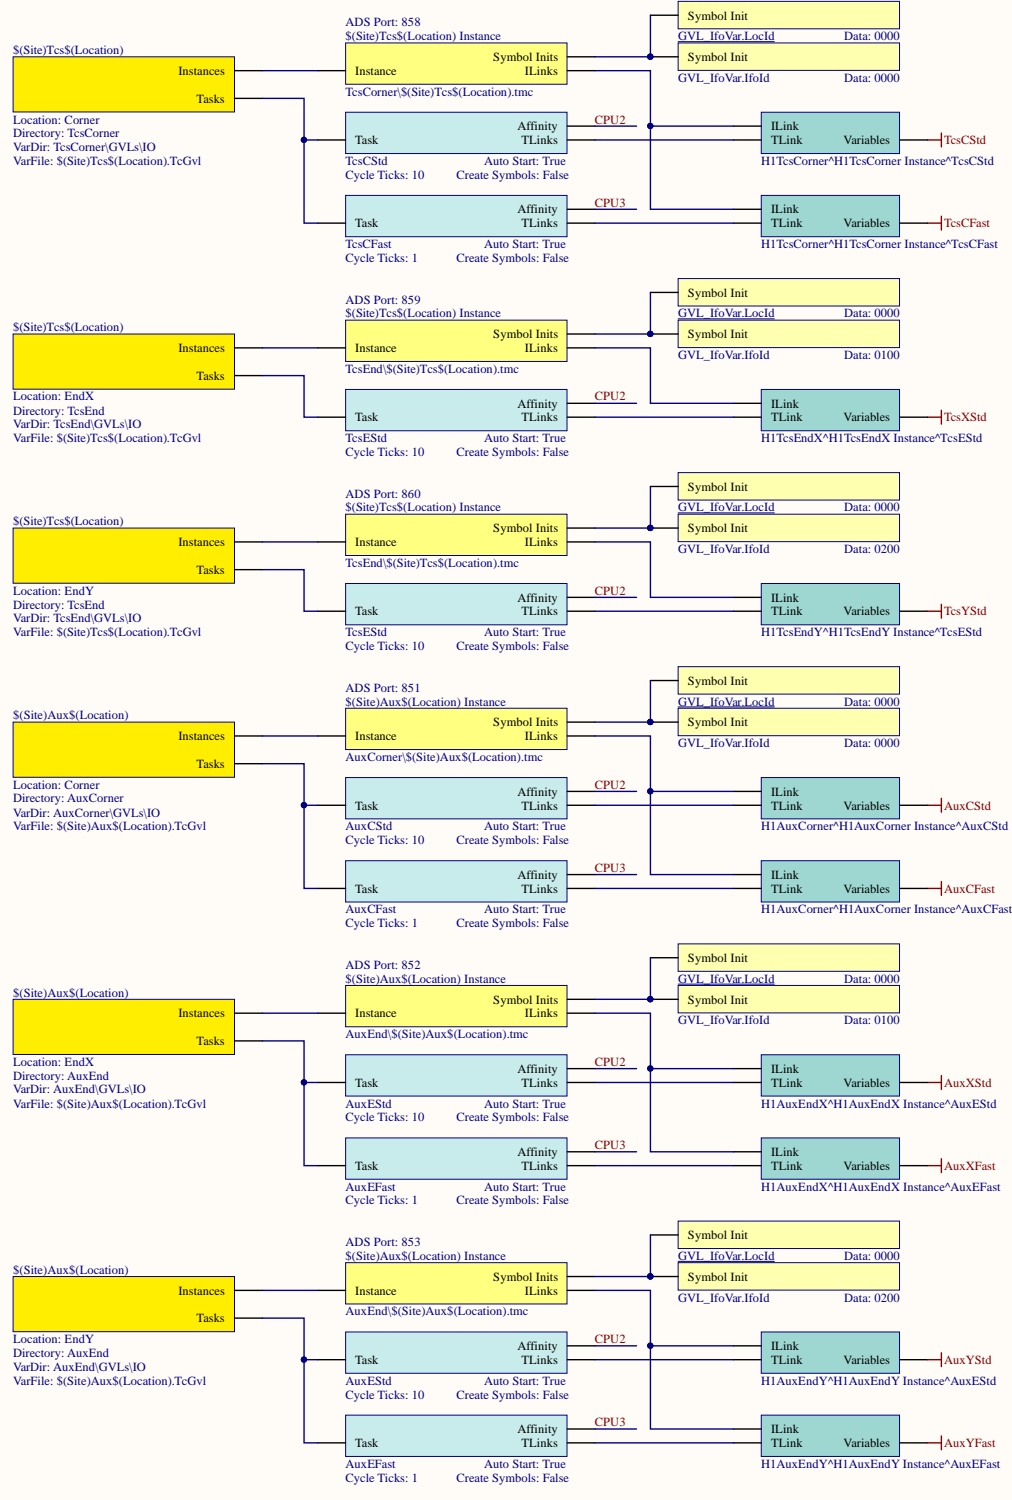 ADS Port: 858
Symbol Init
$(Site)Tcs$(Location) Instance
GVL_IfoVar.LocId Data: 0000
$(Site)Tcs$(Location)
Symbol Inits
Symbol Init
Instances
Instance
ILinks
GVL_IfoVar.IfoId Data: 0000
Tasks
TcsCorner\$(Site)Tcs$(Location).tmc
Location: Corner
Directory: TcsCorner
VarDir: TcsCorner\GVLs\IO
VarFile: $(Site)Tcs$(Location).TcGvl
Affinity
CPU2
ILink
Task
TLinks
TLink Variables
TcsCStd
TcsCStd Auto Start: True
H1TcsCorner^H1TcsCorner Instance^TcsCStd
Cycle Ticks: 10 Create Symbols: False
Affinity
CPU3
ILink
Task
TLinks
TLink Variables
TcsCFast
TcsCFast Auto Start: True
H1TcsCorner^H1TcsCorner Instance^TcsCFast
Cycle Ticks: 1 Create Symbols: False
ADS Port: 859
Symbol Init
$(Site)Tcs$(Location) Instance
GVL_IfoVar.LocId Data: 0000
$(Site)Tcs$(Location)
Symbol Inits
Symbol Init
Instances
Instance
ILinks
GVL_IfoVar.IfoId Data: 0100
Tasks
TcsEnd\$(Site)Tcs$(Location).tmc
Location: EndX
Directory: TcsEnd
VarDir: TcsEnd\GVLs\IO
VarFile: $(Site)Tcs$(Location).TcGvl
Affinity
CPU2
ILink
Task
TLinks
TLink Variables
TcsXStd
TcsEStd Auto Start: True
H1TcsEndX^H1TcsEndX Instance^TcsEStd
Cycle Ticks: 10 Create Symbols: False
ADS Port: 860
Symbol Init
$(Site)Tcs$(Location) Instance
GVL_IfoVar.LocId Data: 0000
$(Site)Tcs$(Location)
Symbol Inits
Symbol Init
Instances
Instance
ILinks
GVL_IfoVar.IfoId Data: 0200
Tasks
TcsEnd\$(Site)Tcs$(Location).tmc
Location: EndY
Directory: TcsEnd
VarDir: TcsEnd\GVLs\IO
VarFile: $(Site)Tcs$(Location).TcGvl
Affinity
CPU2
ILink
Task
TLinks
TLink Variables
TcsYStd
TcsEStd Auto Start: True
H1TcsEndY^H1TcsEndY Instance^TcsEStd
Cycle Ticks: 10 Create Symbols: False
ADS Port: 851
Symbol Init
$(Site)Aux$(Location) Instance
GVL_IfoVar.LocId Data: 0000
$(Site)Aux$(Location)
Symbol Inits
Symbol Init
Instances
Instance
ILinks
GVL_IfoVar.IfoId Data: 0000
Tasks
AuxCorner\$(Site)Aux$(Location).tmc
Location: Corner
Directory: AuxCorner
VarDir: AuxCorner\GVLs\IO
VarFile: $(Site)Aux$(Location).TcGvl
Affinity
CPU2
ILink
Task
TLinks
TLink Variables
AuxCStd
AuxCStd Auto Start: True
H1AuxCorner^H1AuxCorner Instance^AuxCStd
Cycle Ticks: 10 Create Symbols: False
Affinity
CPU3
ILink
Task
TLinks
TLink Variables
AuxCFast
AuxCFast Auto Start: True
H1AuxCorner^H1AuxCorner Instance^AuxCFast
Cycle Ticks: 1 Create Symbols: False
ADS Port: 852
Symbol Init
$(Site)Aux$(Location) Instance
GVL_IfoVar.LocId Data: 0000
$(Site)Aux$(Location)
Symbol Inits
Symbol Init
Instances
Instance
ILinks
GVL_IfoVar.IfoId Data: 0100
Tasks
AuxEnd\$(Site)Aux$(Location).tmc
Location: EndX
Directory: AuxEnd
VarDir: AuxEnd\GVLs\IO
VarFile: $(Site)Aux$(Location).TcGvl
Affinity
CPU2
ILink
Task
TLinks
TLink Variables
AuxXStd
AuxEStd Auto Start: True
H1AuxEndX^H1AuxEndX Instance^AuxEStd
Cycle Ticks: 10 Create Symbols: False
Affinity
CPU3
ILink
Task
TLinks
TLink Variables
AuxXFast
AuxEFast Auto Start: True
H1AuxEndX^H1AuxEndX Instance^AuxEFast
Cycle Ticks: 1 Create Symbols: False
ADS Port: 853
Symbol Init
$(Site)Aux$(Location) Instance
GVL_IfoVar.LocId Data: 0000
$(Site)Aux$(Location)
Symbol Inits
Symbol Init
Instances
Instance
ILinks
GVL_IfoVar.IfoId Data: 0200
Tasks
AuxEnd\$(Site)Aux$(Location).tmc
Location: EndY
Directory: AuxEnd
VarDir: AuxEnd\GVLs\IO
VarFile: $(Site)Aux$(Location).TcGvl
Affinity
CPU2
ILink
Task
TLinks
TLink Variables
AuxYStd
AuxEStd Auto Start: True
H1AuxEndY^H1AuxEndY Instance^AuxEStd
Cycle Ticks: 10 Create Symbols: False
Affinity
CPU3
ILink
Task
TLinks
TLink Variables
AuxYFast
AuxEFast Auto Start: True
H1AuxEndY^H1AuxEndY Instance^AuxEFast
Cycle Ticks: 1 Create Symbols: False